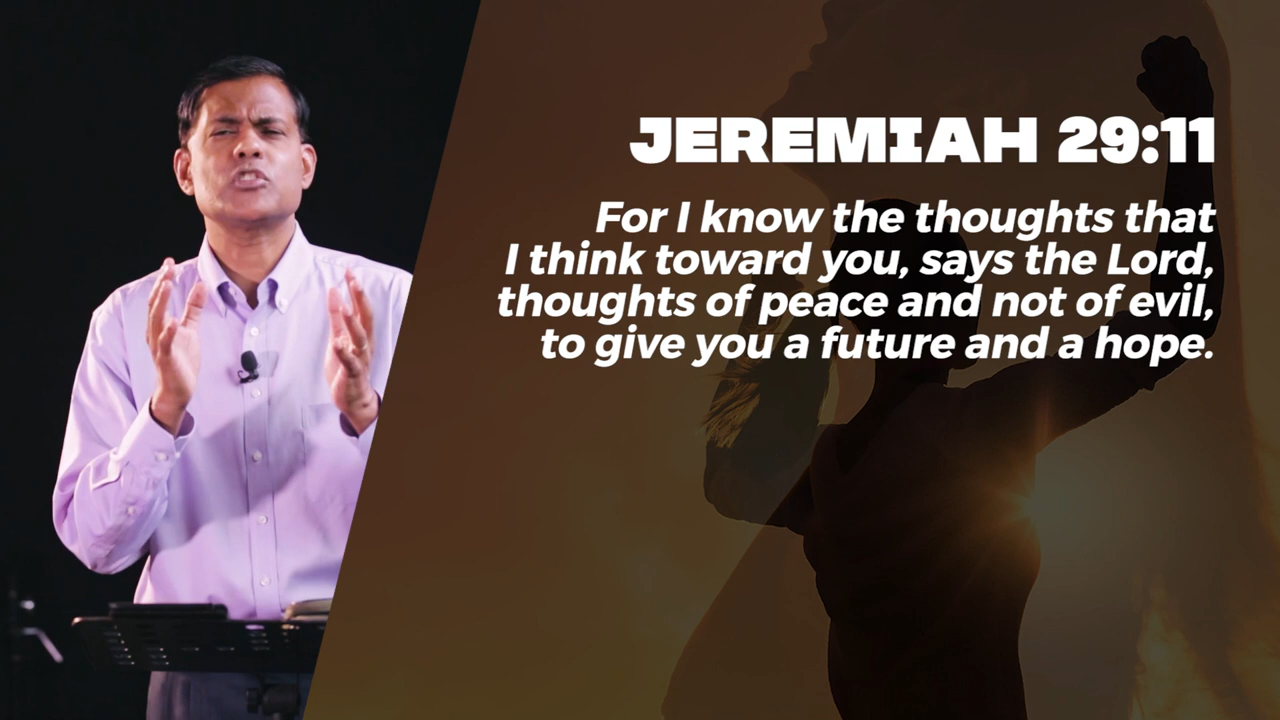 JEREMIAH 29:11
For I know the thoughts that
I think toward you, says the Lord,
thoughts of peace and not of evil,
to give you a future and a hope.